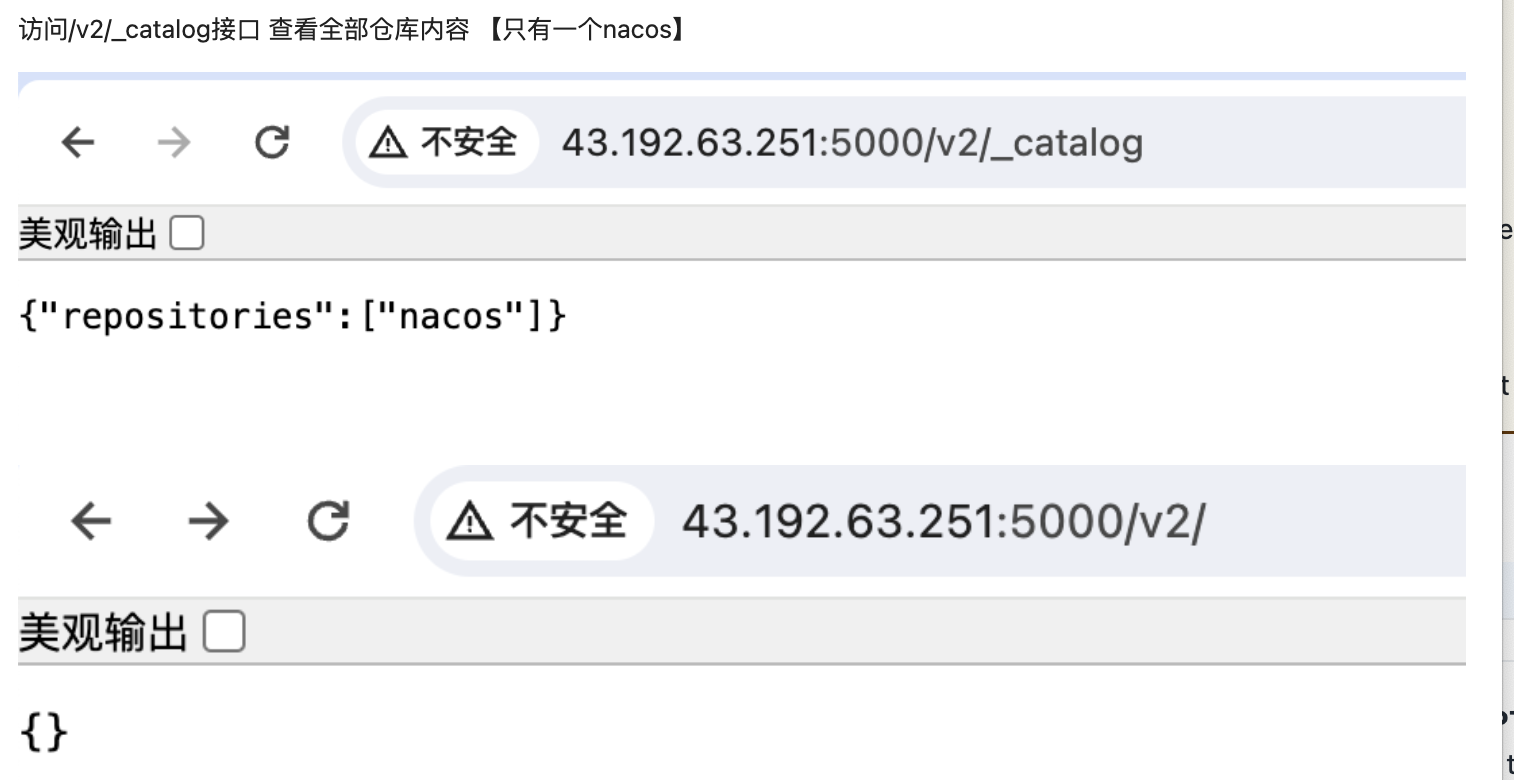 访问/v2/_catalog接口 查看全部仓库内容 【只有一个nacos】
不安全 43.192.63.251:5000/v2/_catalog
美观输出
{"repositories":["nacos"]}
不安全 43.192.63.251:5000/v2/
美观输出
{}